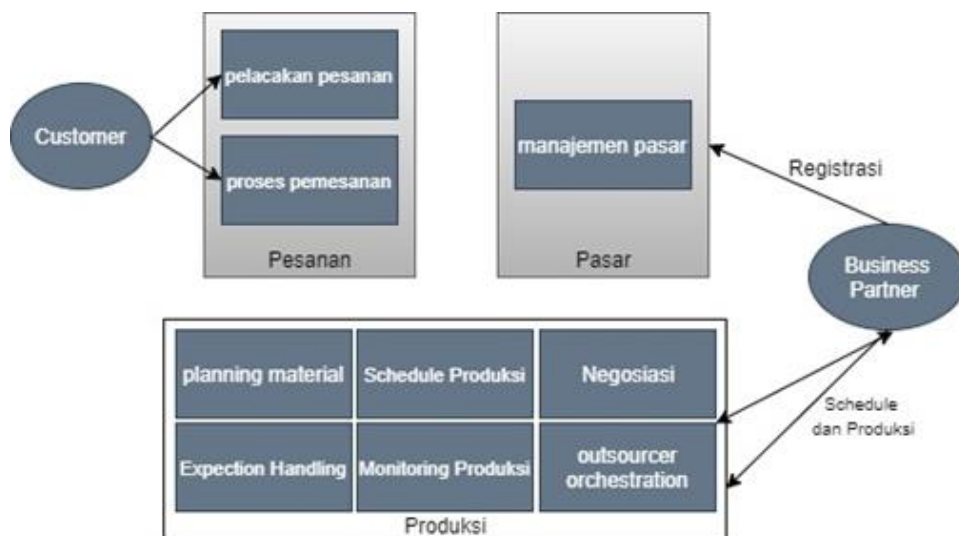 Customer
pelacakan pesanan
proses pemesanan
Pesanan
manajemen pasar
Pasar
Registrasi
Business
Partner
planning material
Schedule Produksi
Negosiasi
Expection Handling
Monitoring Produksi
outsourcer
orchestration
Produksi
Schedule
dan Produksi